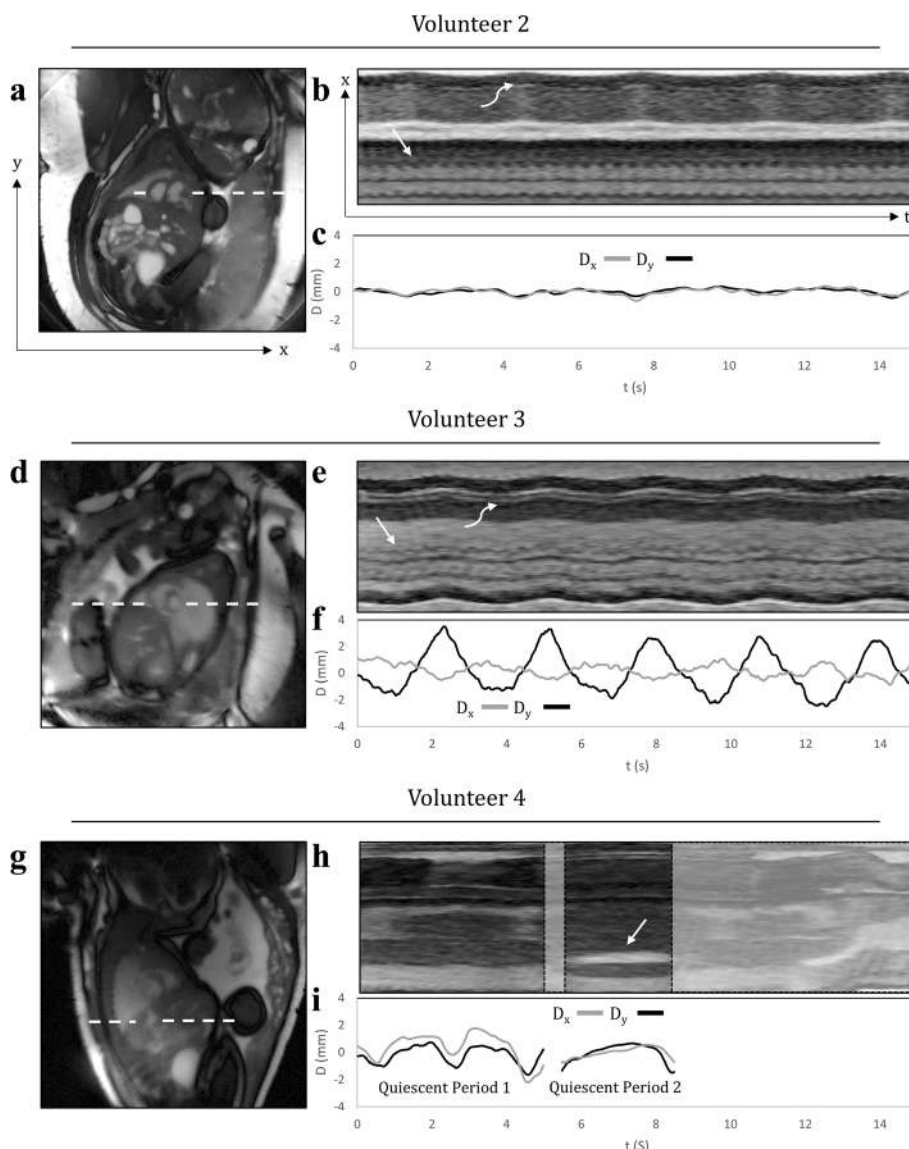 Volunteer 2
a
y
x
b
x
t
c
4
2
0
-2
-4
D (mm)
Dx Dy
0 2 4 6 8 10 12 14
t (s)
Volunteer 3
d
e
f
4
2
0
-2
-4
D (mm)
Dx Dy
0 2 4 6 8 10 12 14
t (s)
Volunteer 4
g
h
i
4
2
0
-2
-4
D (mm)
Dx Dy
Quiescent Period 1 Quiescent Period 2
0 2 4 6 8 10 12 14
t (S)